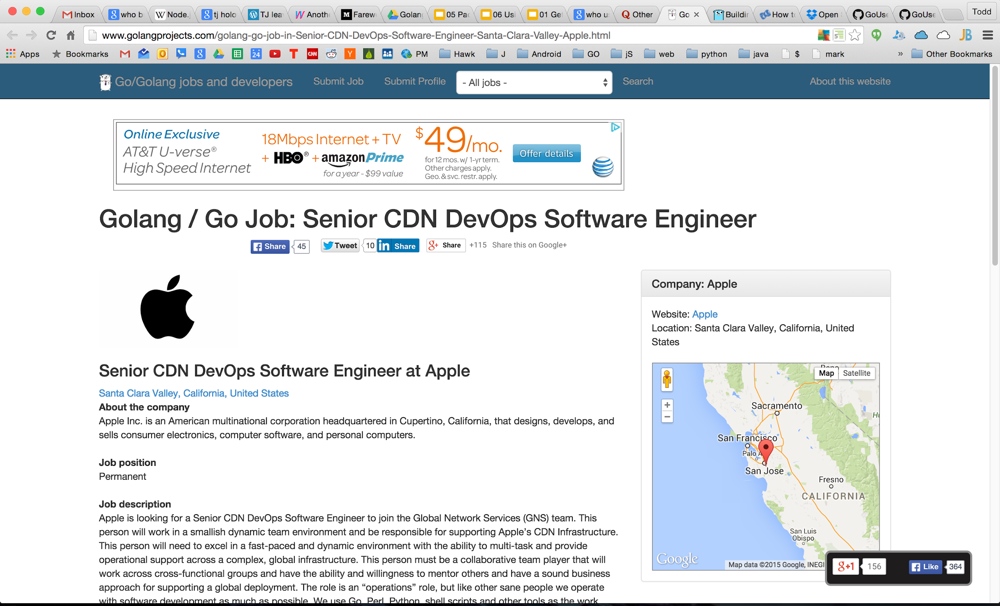 Inbox
who b
Node.j
tj holo
TJ lea
Anoth
Farew
Golang
05 Pac
06 Usi
01 Get
who u
Other
Go
Buildin
How to
Open
GoUse
GoUse
Todd
www.golangprojects.com/golang-go-job-in-Senior-CDN-DevOps-Software-Engineer-Santa-Clara-Valley-Apple.html
Apps Bookmarks PM Hawk J Android GO jS web python java $ mark » Other Bookmarks
Go/Golang jobs and developers Submit Job Submit Profile - All jobs - Search About this website
Online Exclusive
AT&T U-verse®
High Speed Internet
18Mbps Internet + TV
+ HBO® + amazonPrime
for a year - $99 value
$49/mo.
for 12 mos. w/ 1-yr term.
Other charges apply.
Geo. & svc. restr. apply.
Offer details
Golang / Go Job: Senior CDN DevOps Software Engineer
Share 45 Tweet 10 in Share g+ Share +115 Share this on Google+
Senior CDN DevOps Software Engineer at Apple
Santa Clara Valley, California, United States
About the company
Apple Inc. is an American multinational corporation headquartered in Cupertino, California, that designs, develops, and
sells consumer electronics, computer software, and personal computers.
Job position
Permanent
Job description
Apple is looking for a Senior CDN DevOps Software Engineer to join the Global Network Services (GNS) team. This
person will work in a smallish dynamic team environment and be responsible for supporting Apple’s CDN Infrastructure.
This person will need to excel in a fast-paced and dynamic environment with the ability to multi-task and provide
operational support across a complex, global infrastructure. This person must be a collaborative team player that will
work across cross-functional groups and have the ability and willingness to mentor others and have a sound business
approach for supporting a global deployment. The role is an “operations” role, but like other sane people we operate
with software development as much as possible. We use Go, Perl, Python, shell scripts and other tools as the work
Company: Apple
Website: Apple
Location: Santa Clara Valley, California, United
States
Map Satellite
Sacramento
San Francisco
Palo A
San Jose
Fresno
CALIFORNIA
San Luis
Obispo
Google
Map data ©2015 Google, INEGI
g+1 156 Like 364